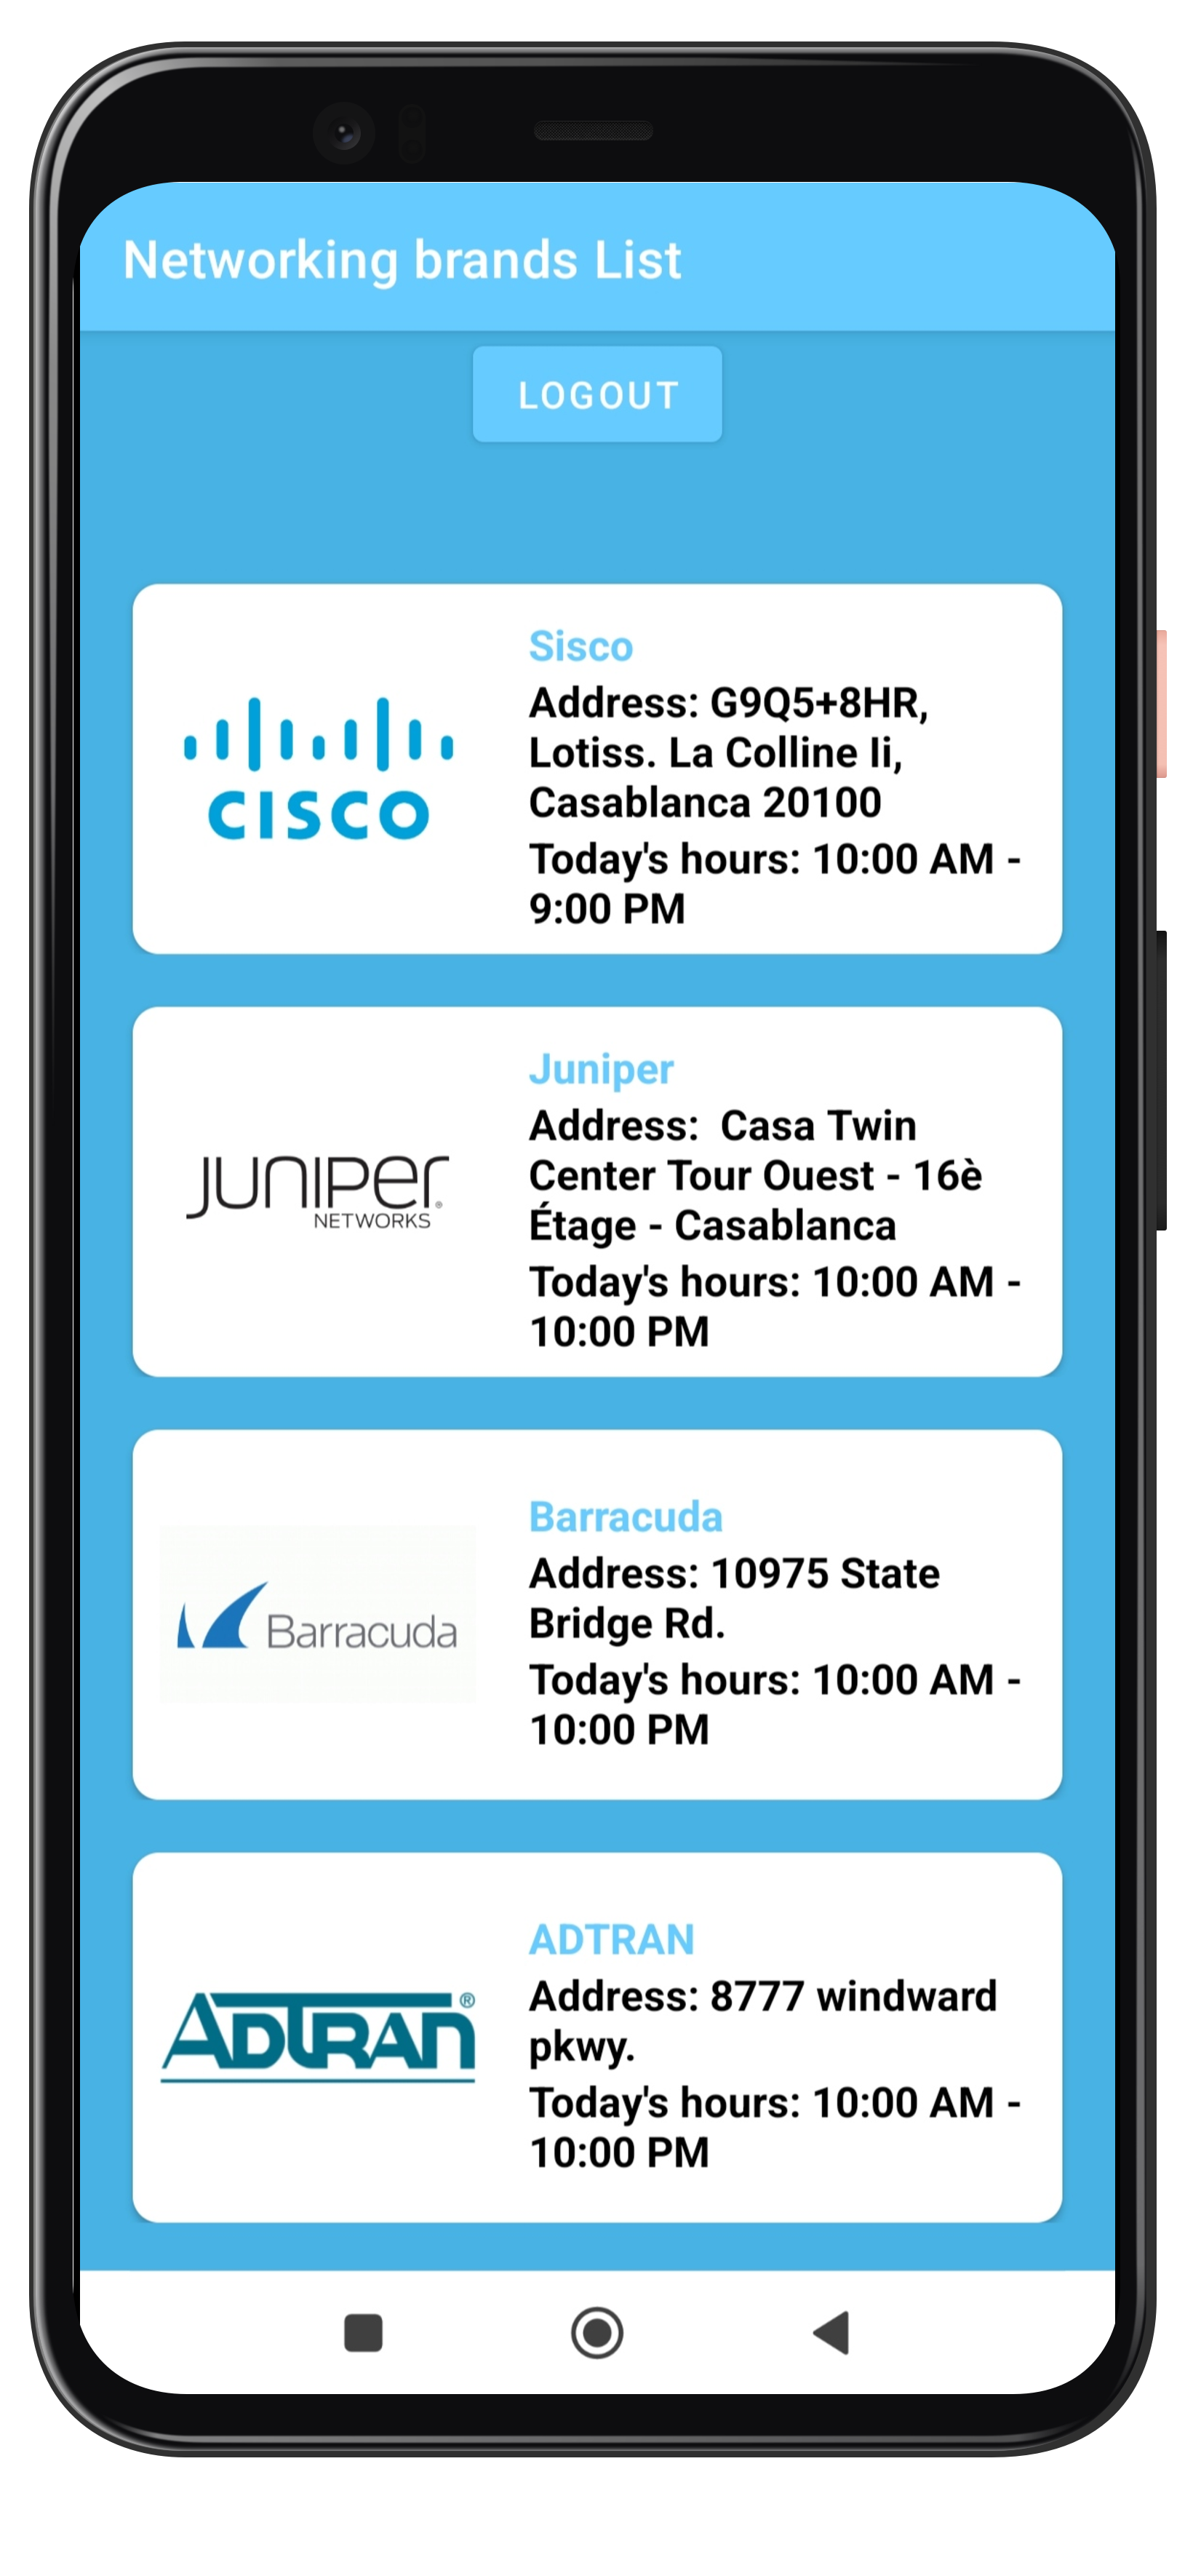 Networking brands List
LOGOUT
CISCO
Sisco
Address: G9Q5+8HR,
Lotiss. La Colline Ii,
Casablanca 20100
Today's hours: 10:00 AM -
9:00 PM
JUNIPer®
NETWORKS
Juniper
Address:  Casa Twin
Center Tour Ouest - 16è
Étage - Casablanca
Today's hours: 10:00 AM -
10:00 PM
Barracuda
Barracuda
Address: 10975 State
Bridge Rd.
Today's hours: 10:00 AM -
10:00 PM
ADTRAN®
ADTRAN
Address: 8777 windward
pkwy.
Today's hours: 10:00 AM -
10:00 PM